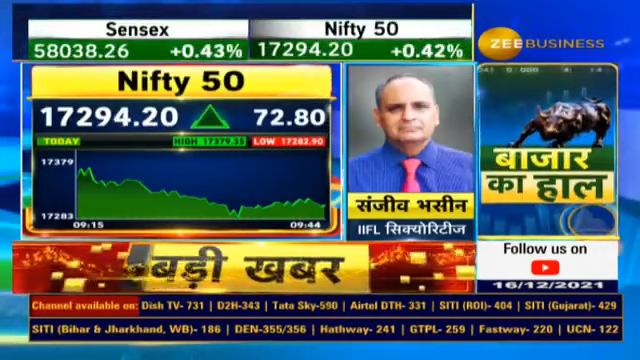 Sensex
58038.26 +0.43%
Nifty 50
17294.20 +0.42%
ZEE BUSINESS
Nifty 50
17294.20 72.80
TODAY HIGH 17379.35 LOW 17282.90
17379
17283
09:15 09:44
संजीव भसीन
IIFL सिक्योरिटीज
बाजार
का हाल
बड़ी खबर
Follow us on
16/12/2021
Channel available on: Dish TV- 731 | D2H-343 | Tata Sky-590 | Airtel DTH- 331 | SITI (ROI)- 404 | SITI (Gujarat)- 429
SITI (Bihar & Jharkhand, WB)- 186 | DEN-355/356 | Hathway- 241 | GTPL- 259 | Fastway- 220 | UCN- 122